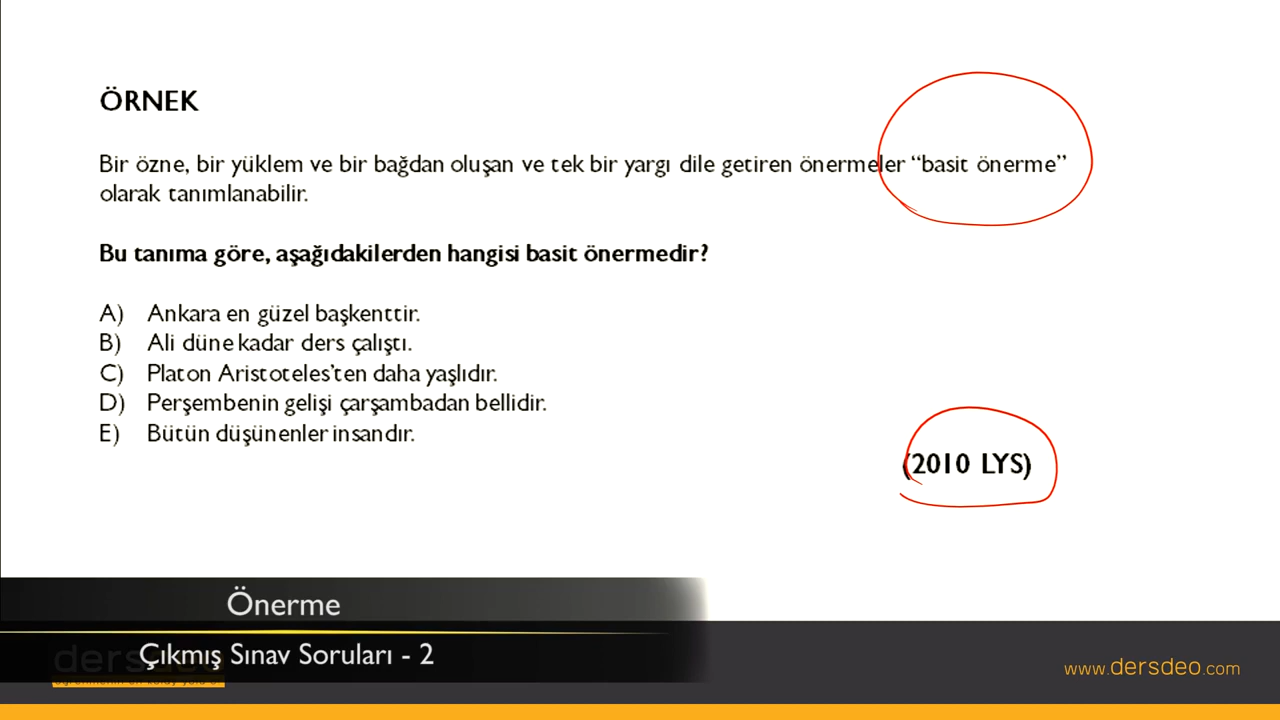 ÖRNEK
Bir özne, bir yüklem ve bir bağdan oluşan ve tek bir yargı dile getiren önermeler “basit önerme”
olarak tanımlanabilir.
Bu tanıma göre, aşağıdakilerden hangisi basit önermedir?
A) Ankara en güzel başkenttir.
B) Ali düne kadar ders çalıştı.
C) Platon Aristoteles’ten daha yaşlıdır.
D) Perşembenin gelişi çarşambadan bellidir.
E) Bütün düşünenler insandır.
(2010 LYS)
Önerme
Çıkmış Sınav Soruları - 2
dersdeo
www.dersdeo.com